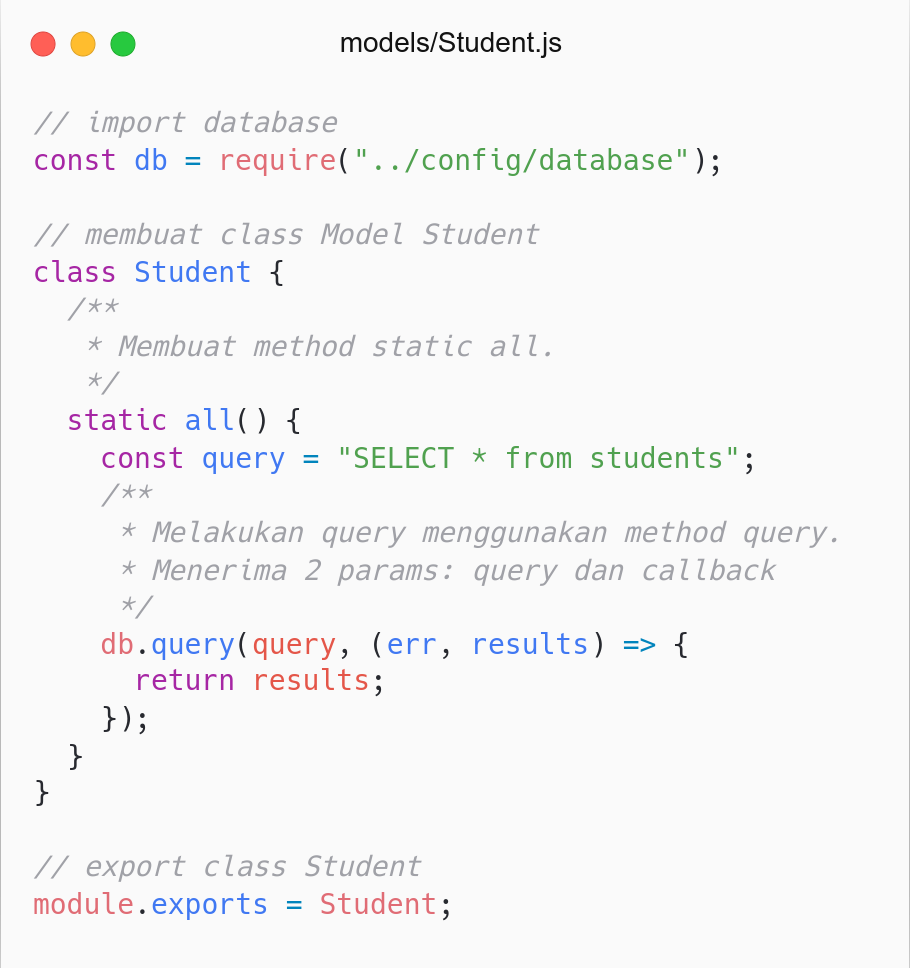 models/Student.js
// import database
const db = require("../config/database");
// membuat class Model Student
class Student {
  /**
   * Membuat method static all.
   */
  static all() {
    const query = "SELECT * from students";
    /**
     * Melakukan query menggunakan method query.
     * Menerima 2 params: query dan callback
     */
    db.query(query, (err, results) => {
      return results;
    });
  }
}
// export class Student
module.exports = Student;